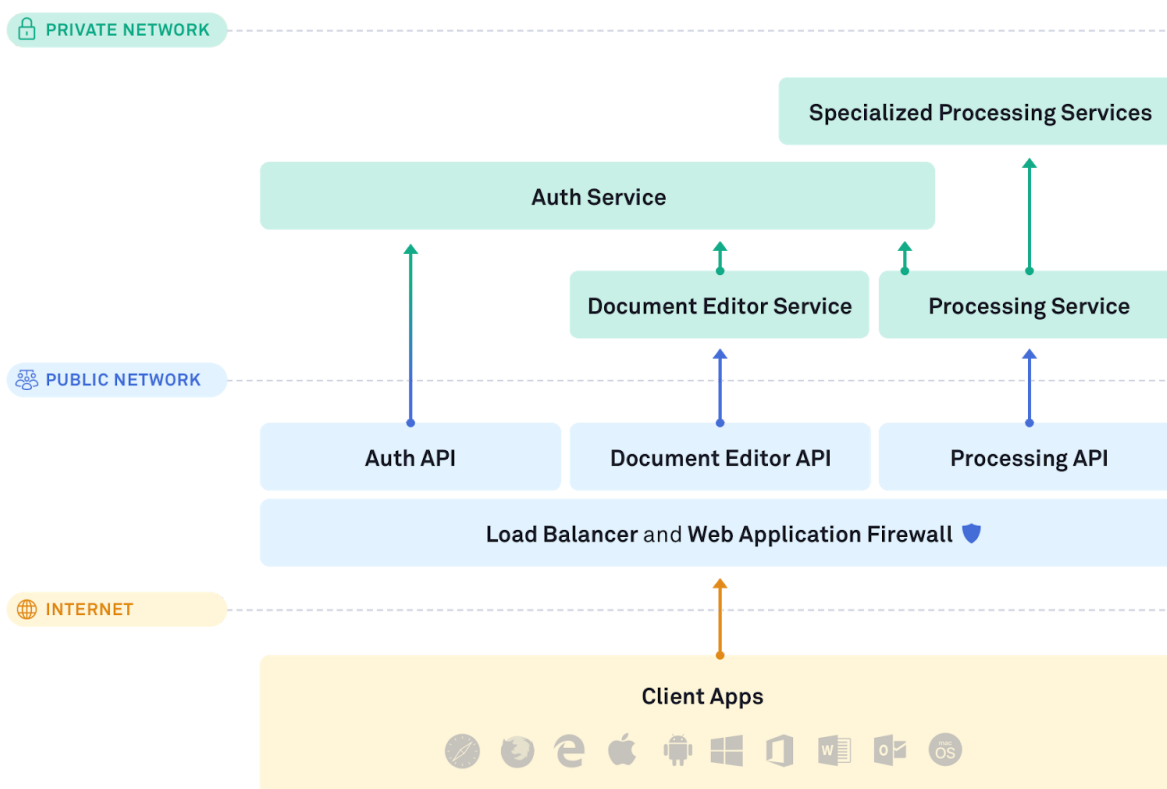 PRIVATE NETWORK
Specialized Processing Services
Auth Service
Document Editor Service
Processing Service
PUBLIC NETWORK
Auth API
Document Editor API
Processing API
Load Balancer and Web Application Firewall
INTERNET
Client Apps
W
O
mac
OS